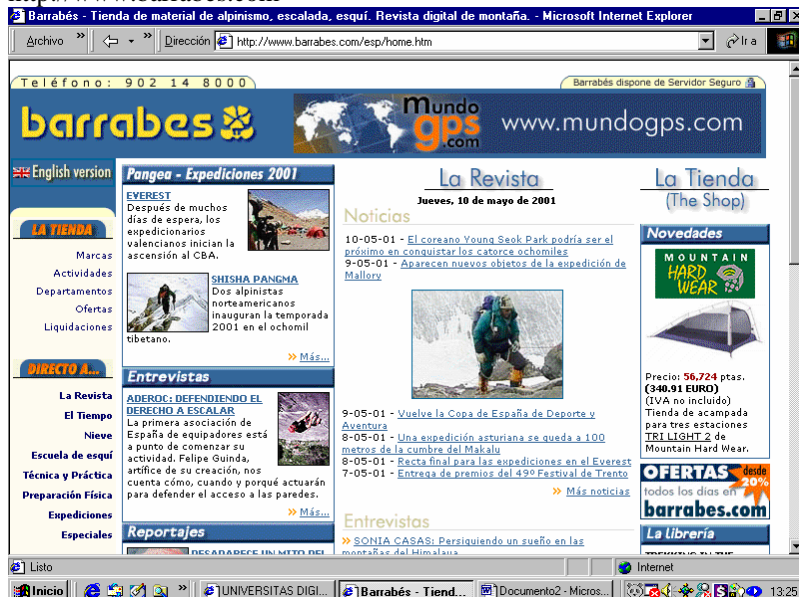 http://www.barrabes.com
Barrabés - Tienda de material de alpinismo, escalada, esquí. Revista digital de montaña. - Microsoft Internet Explorer
Archivo » Dirección http://www.barrabes.com/esp/home.htm Ir a
Teléfono: 902 14 8000
Barrabés dispone de Servidor Seguro
barrabes
Mundo
gps
.com
www.mundogps.com
English version
LA TIENDA
Marcas
Actividades
Departamentos
Ofertas
Liquidaciones
DIRECTO A...
La Revista
El Tiempo
Nieve
Escuela de esquí
Técnica y Práctica
Preparación Física
Expediciones
Especiales
Pangea - Expediciones 2001
EVEREST
Después de muchos
días de espera, los
expedicionarios
valencianos inician la
ascensión al CBA.
SHISHA PANGMA
Dos alpinistas
norteamericanos
inauguran la temporada
2001 en el ochomil
tibetano.
» Más...
Entrevistas
ADEROC: DEFENDIENDO EL
DERECHO A ESCALAR
La primera asociación de
España de equipadores está
a punto de comenzar su
actividad. Felipe Guinda,
artífice de su creación, nos
cuenta cómo, cuando y porqué actuarán
para defender el acceso a las paredes.
» Más...
Reportajes
DESAPARECE UN MITO DEL
La Revista
Jueves, 10 de mayo de 2001
Noticias
10-05-01 - El coreano Young Seok Park podría ser el
próximo en conquistar los catorce ochomiles
9-05-01 - Aparecen nuevos objetos de la expedición de
Mallory
9-05-01 - Vuelve la Copa de España de Deporte y
Aventura
8-05-01 - Una expedición asturiana se queda a 100
metros de la cumbre del Makalu
8-05-01 - Recta final para las expediciones en el Everest
7-05-01 - Entrega de premios del 49º Festival de Trento
» Más noticias
Entrevistas
» SONIA CASAS: Persiguiendo un sueño en las
montañas del Himalaya
La Tienda
(The Shop)
Novedades
MOUNTAIN
HARD
WEAR
Precio: 56,724 ptas.
(340.91 EURO)
(IVA no incluido)
Tienda de acampada
para tres estaciones
TRI LIGHT 2 de
Mountain Hard Wear.
OFERTAS desde
20%
todos los días en
barrabes.com
La librería
TREKKING EN THE
Listo
Internet
Inicio » UNIVERSITAS DIGI... Barrabés - Tiend... Documento2 - Micros... 13:25